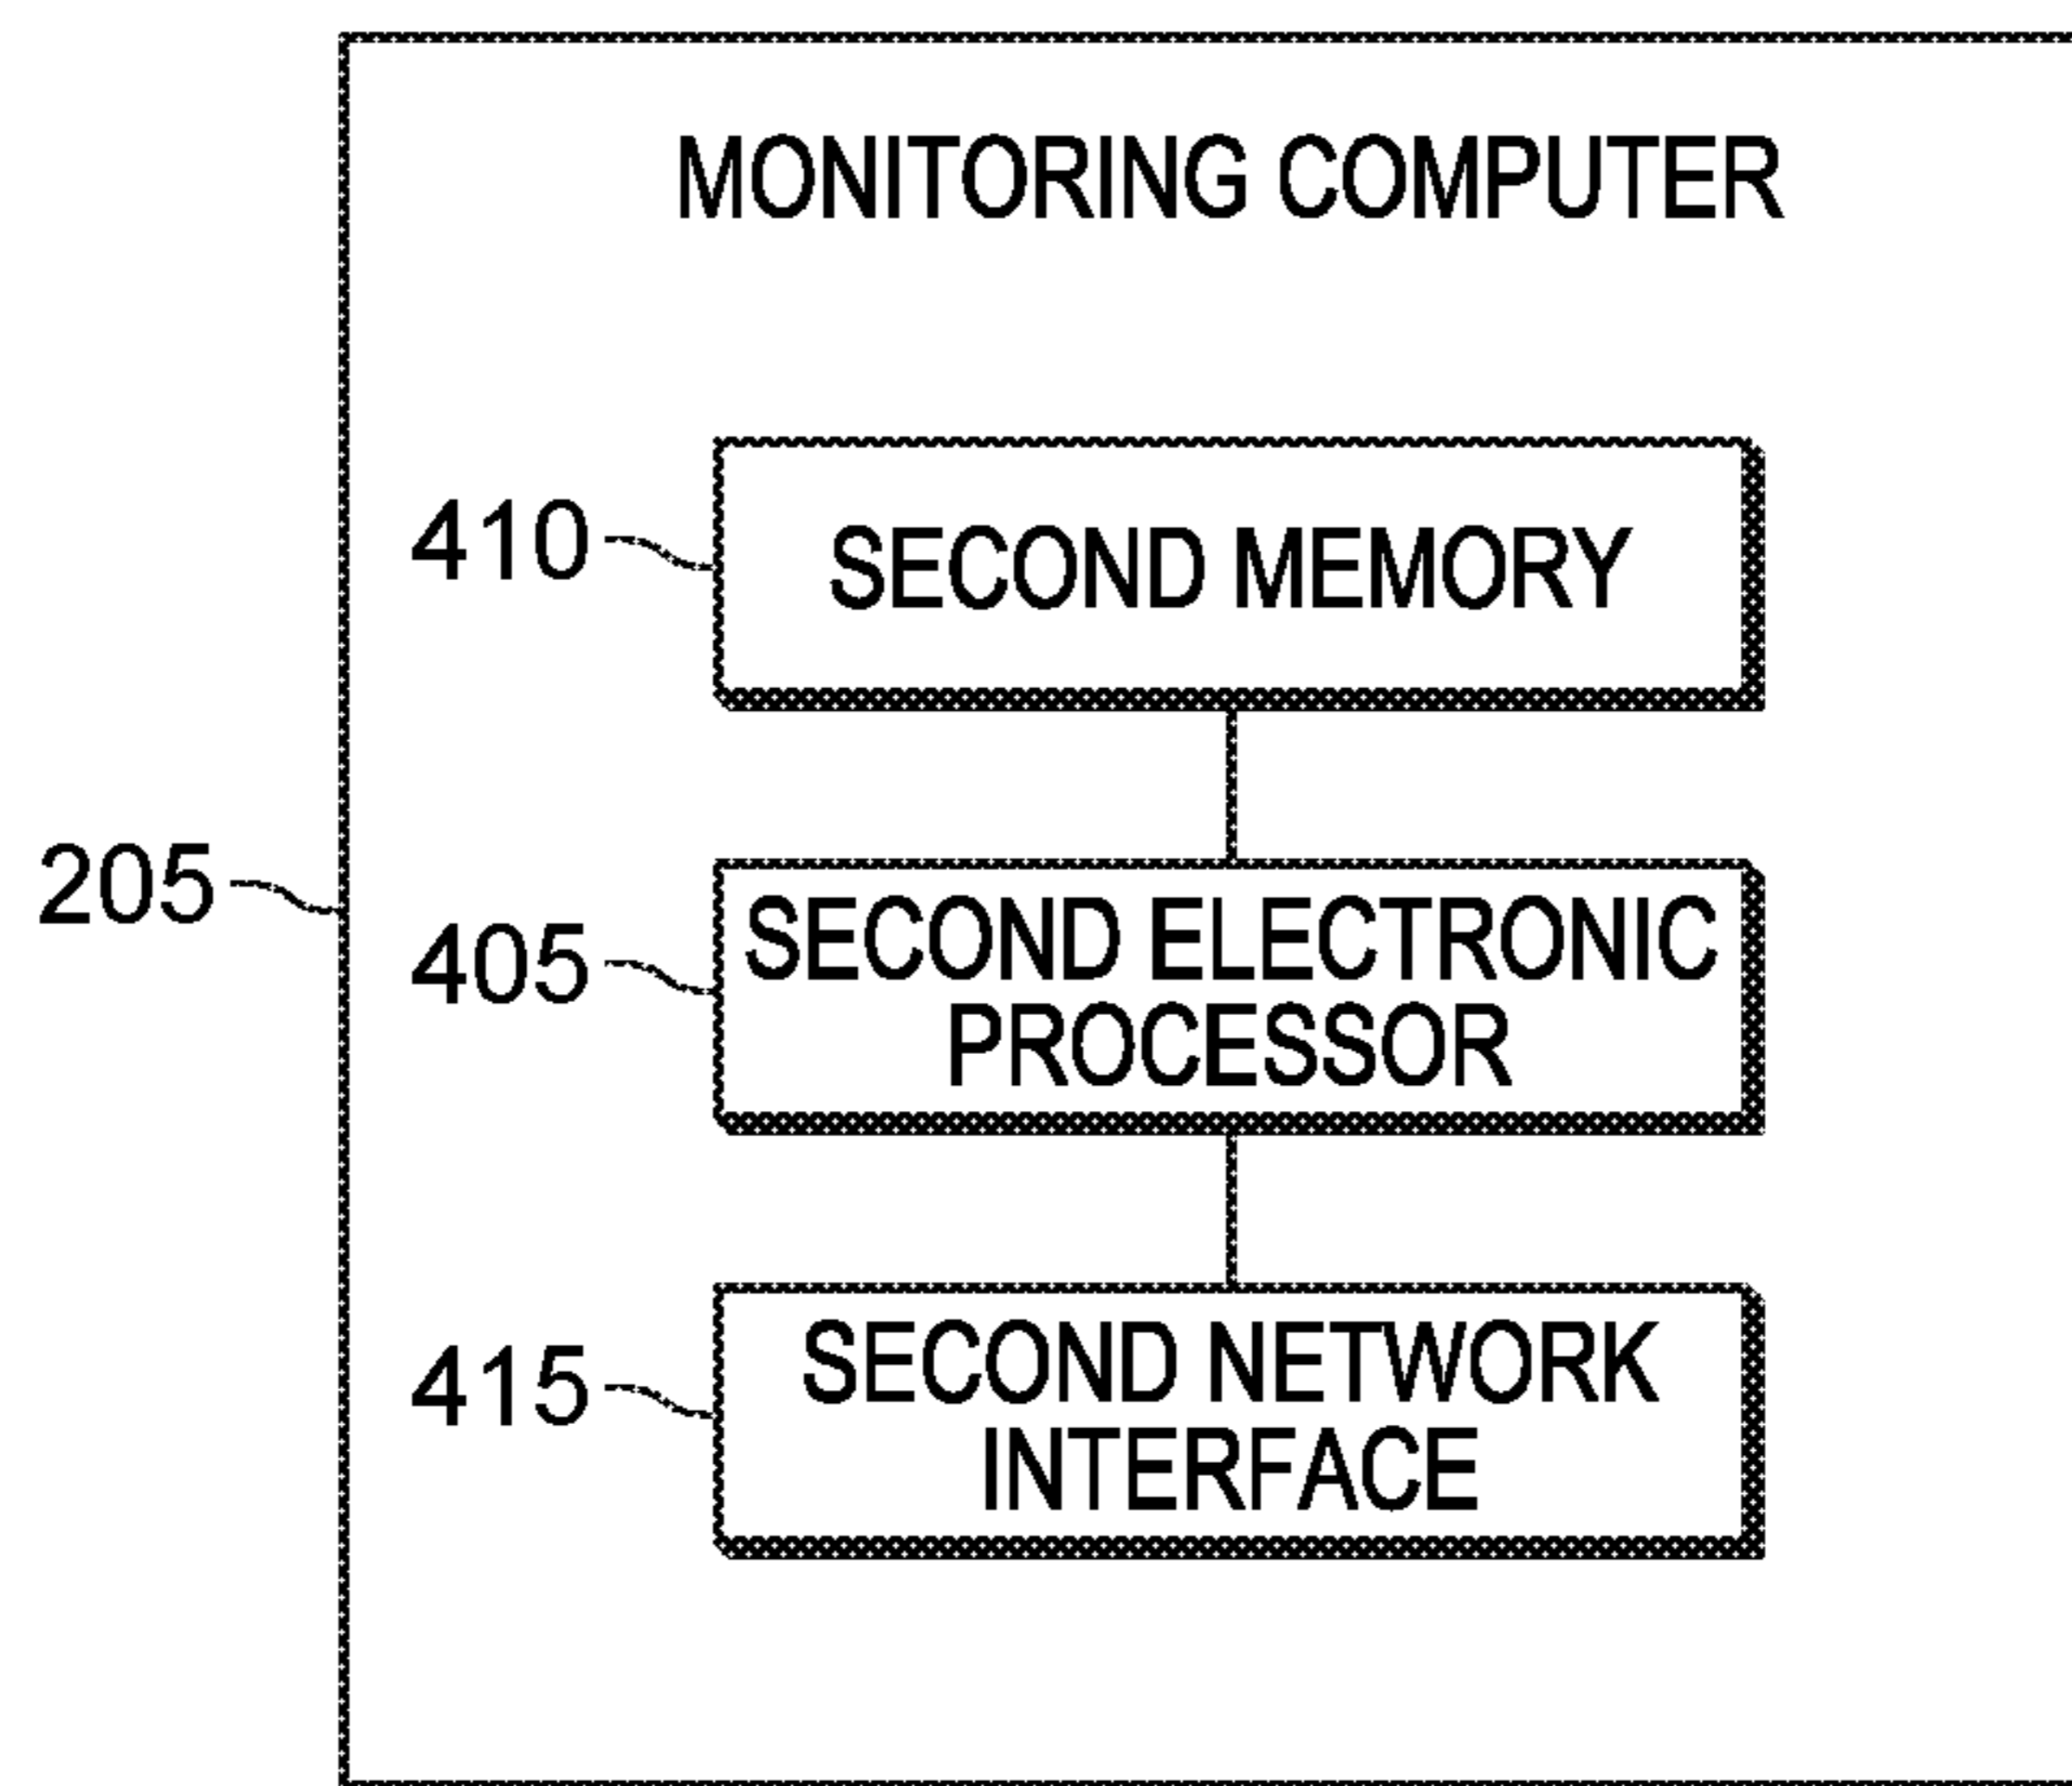 MONITORING COMPUTER
410
SECOND MEMORY
205
405
SECOND ELECTRONIC
PROCESSOR
415
SECOND NETWORK
INTERFACE